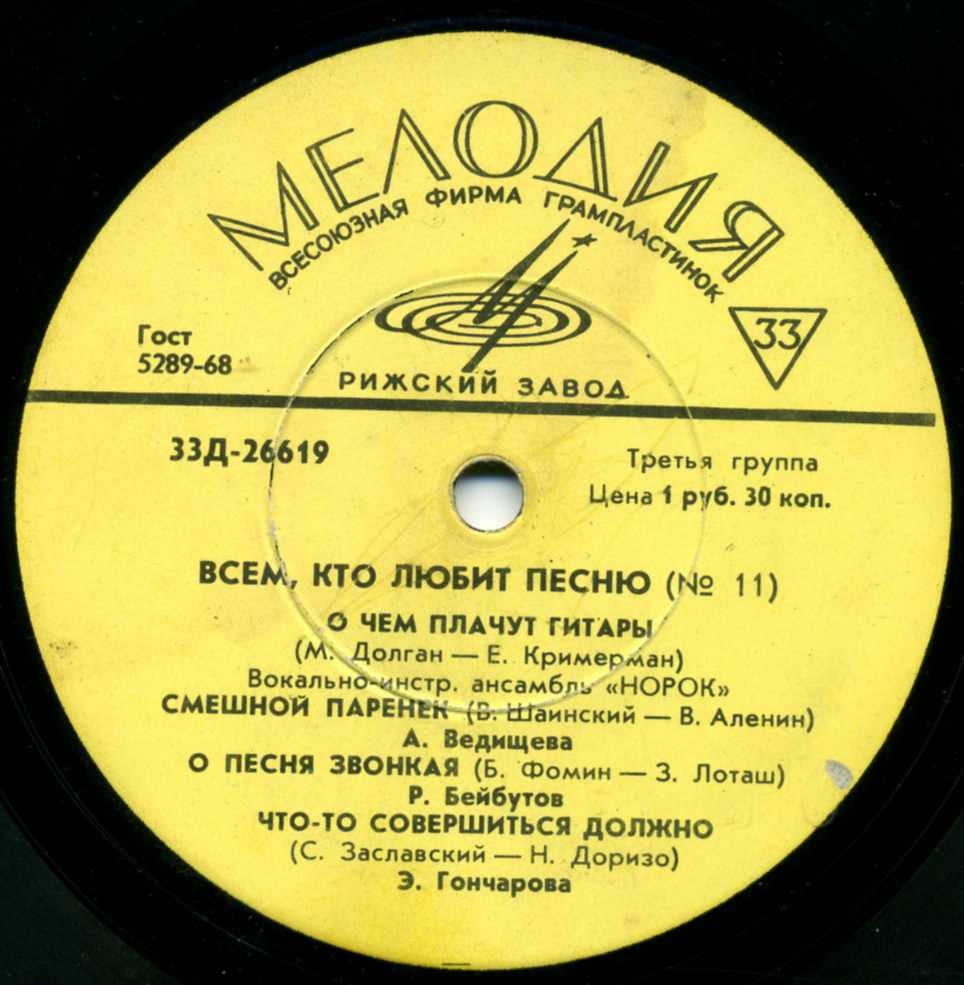 МЕЛОДИЯ
ВСЕСОЮЗНАЯ ФИРМА ГРАМПЛАСТИНОК
33
Гост
5289-68
РИЖСКИЙ ЗАВОД
33Д-26619
Третья группа
Цена 1 руб. 30 коп.
ВСЕМ, КТО ЛЮБИТ ПЕСНЮ (№ 11)
О ЧЕМ ПЛАЧУТ ГИТАРЫ
(М. Долган — Е. Кримерман)
Вокально-инстр. ансамбль «НОРОК»
СМЕШНОЙ ПАРЕНЕК (В. Шаинский — В. Аленин)
А. Ведищева
О ПЕСНЯ ЗВОНКАЯ (Б. Фомин — З. Лоташ)
Р. Бейбутов
ЧТО-ТО СОВЕРШИТЬСЯ ДОЛЖНО
(С. Заславский — Н. Доризо)
Э. Гончарова